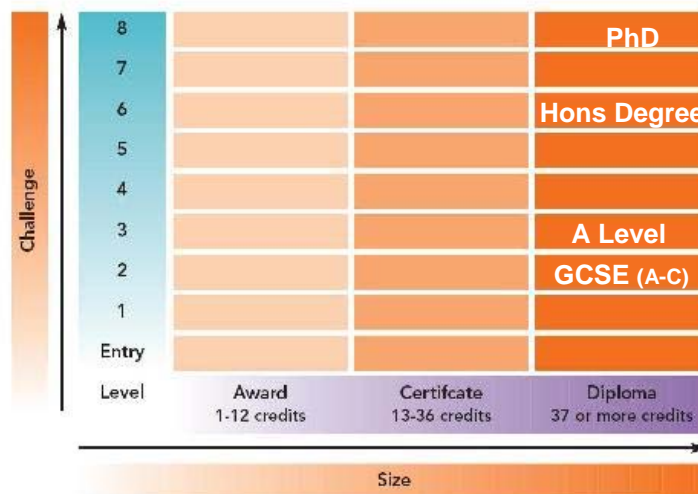 Challenge
8
PhD
7
6
Hons Degree
5
4
3
A Level
2
GCSE (A-C)
1
Entry
Level
Award
1-12 credits
Certifcate
13-36 credits
Diploma
37 or more credits
Size